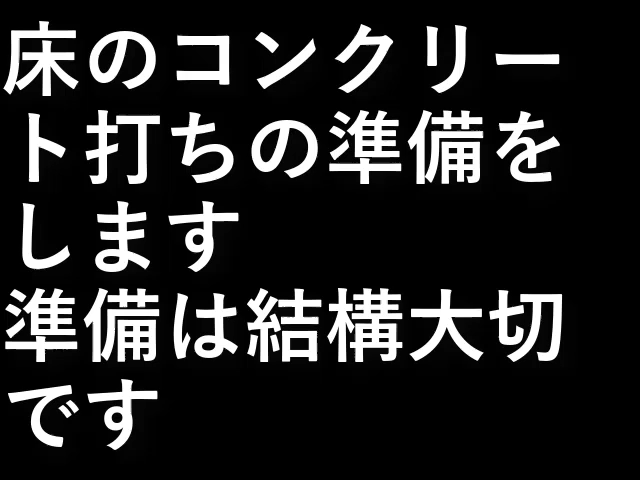 床のコンクリー
ト打ちの準備を
します
準備は結構大切
です